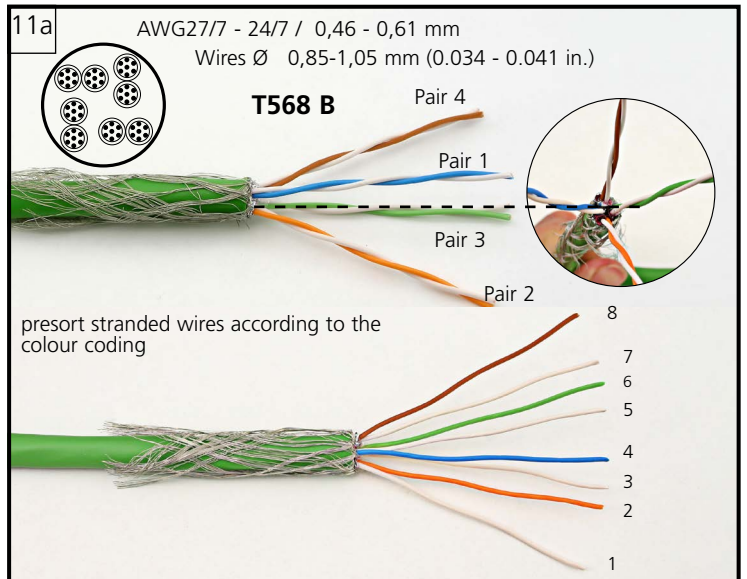 11a
AWG27/7 - 24/7 / 0,46 - 0,61 mm
Wires Ø 0,85-1,05 mm (0.034 - 0.041 in.)
T568 B
Pair 4
Pair 1
Pair 3
Pair 2
presort stranded wires according to the
colour coding
8
7
6
5
4
3
2
1